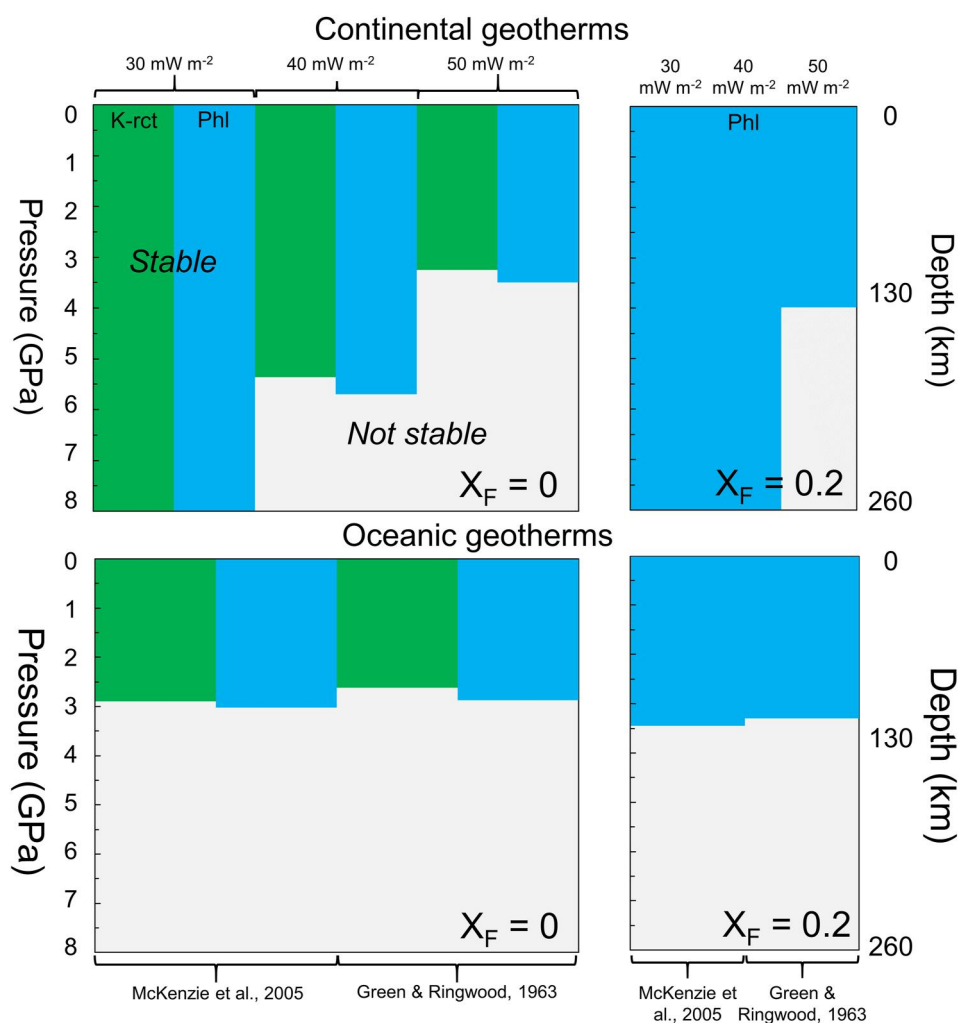 Continental geotherms
30 mW m-2
40 mW m-2
50 mW m-2
30
mW m-2
40
mW m-2
50
mW m-2
K-rct
Phl
Phl
0
1
2
3
4
5
6
7
8
Pressure (GPa)
Stable
Not stable
XF = 0
XF = 0.2
0
130
260
Depth (km)
Oceanic geotherms
0
1
2
3
4
5
6
7
8
Pressure (GPa)
XF = 0
XF = 0.2
0
130
260
Depth (km)
McKenzie et al., 2005
Green & Ringwood, 1963
McKenzie et
al., 2005
Green &
Ringwood, 1963